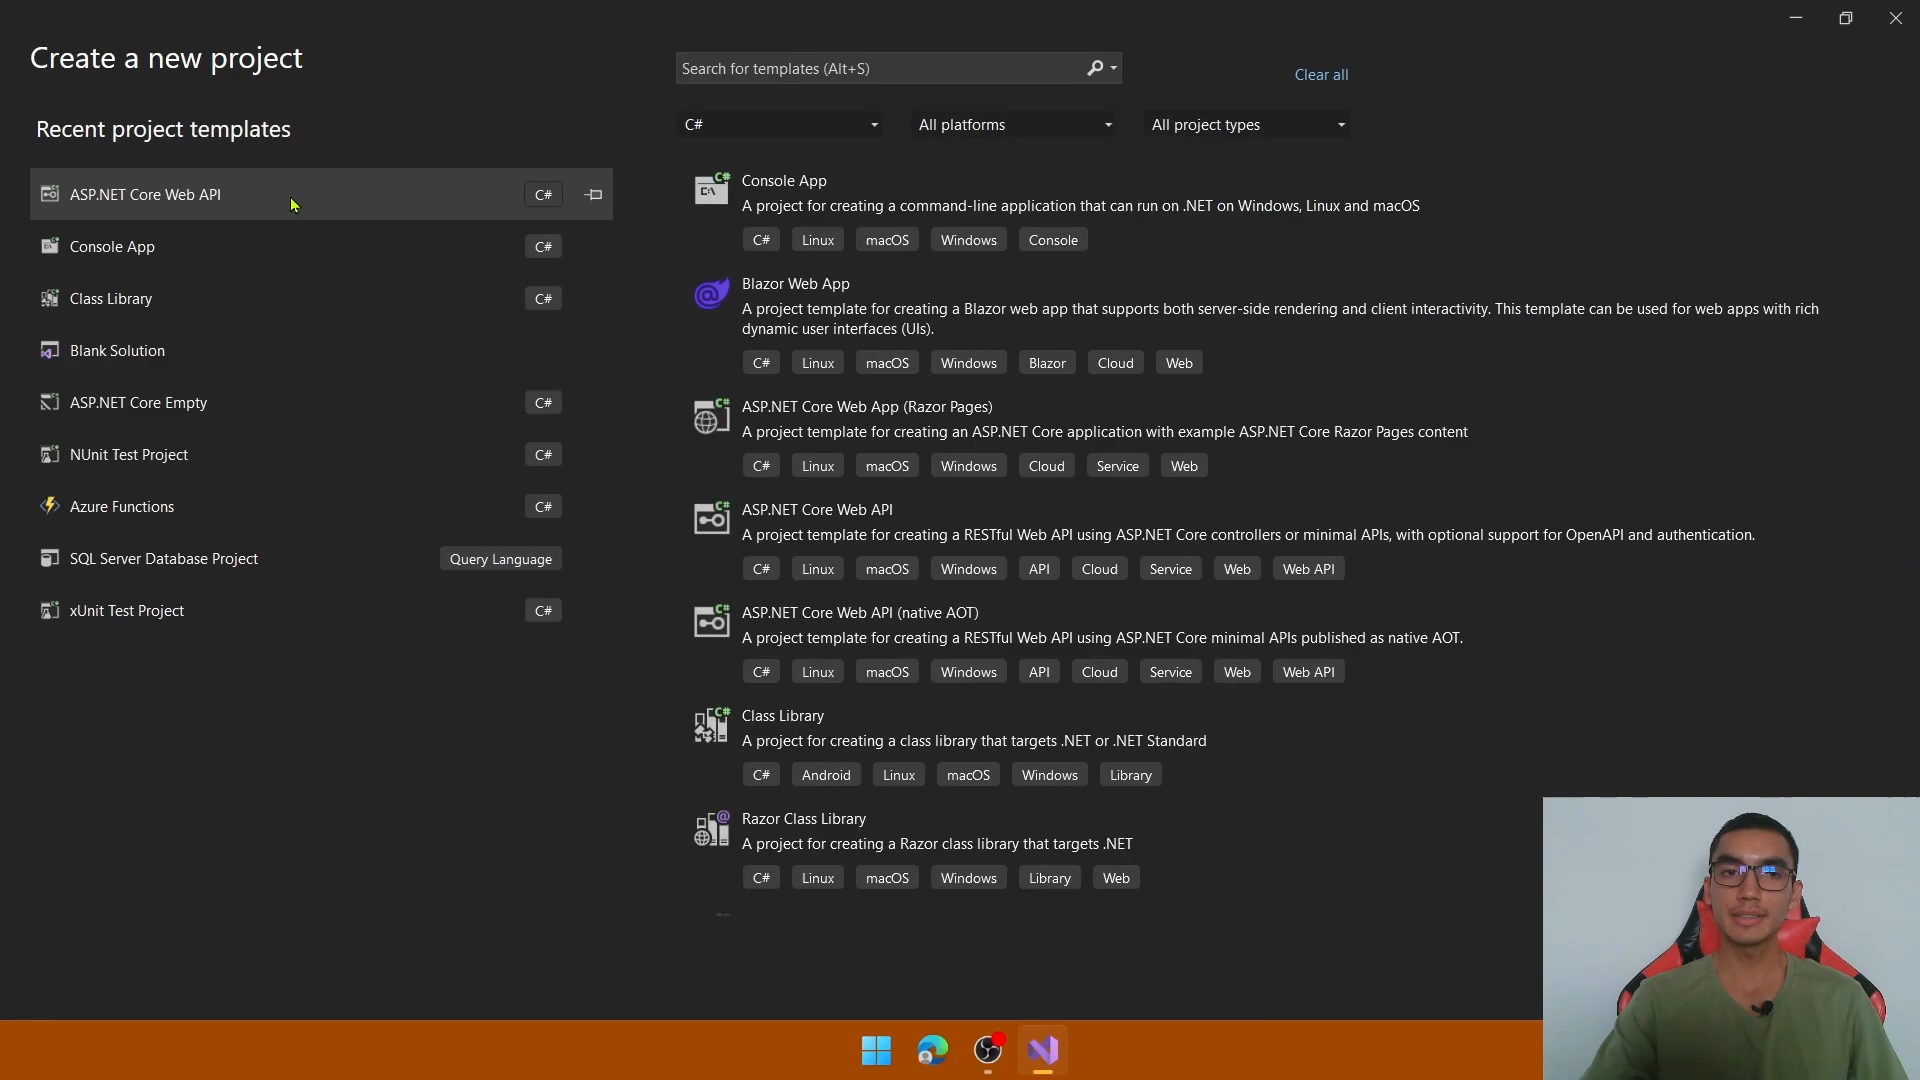 Create a new project
Search for templates (Alt+S)
Clear all
Recent project templates
C#
All platforms
All project types
ASP.NET Core Web API
C#
Console App
C#
Class Library
C#
Blank Solution
ASP.NET Core Empty
C#
NUnit Test Project
C#
Azure Functions
C#
SQL Server Database Project
Query Language
xUnit Test Project
C#
Console App
A project for creating a command-line application that can run on .NET on Windows, Linux and macOS
C# Linux macOS Windows Console
Blazor Web App
A project template for creating a Blazor web app that supports both server-side rendering and client interactivity. This template can be used for web apps with rich
dynamic user interfaces (UIs).
C# Linux macOS Windows Blazor Cloud Web
ASP.NET Core Web App (Razor Pages)
A project template for creating an ASP.NET Core application with example ASP.NET Core Razor Pages content
C# Linux macOS Windows Cloud Service Web
ASP.NET Core Web API
A project template for creating a RESTful Web API using ASP.NET Core controllers or minimal APIs, with optional support for OpenAPI and authentication.
C# Linux macOS Windows API Cloud Service Web Web API
ASP.NET Core Web API (native AOT)
A project template for creating a RESTful Web API using ASP.NET Core minimal APIs published as native AOT.
C# Linux macOS Windows API Cloud Service Web Web API
Class Library
A project for creating a class library that targets .NET or .NET Standard
C# Android Linux macOS Windows Library
Razor Class Library
A project for creating a Razor class library that targets .NET
C# Linux macOS Windows Library Web